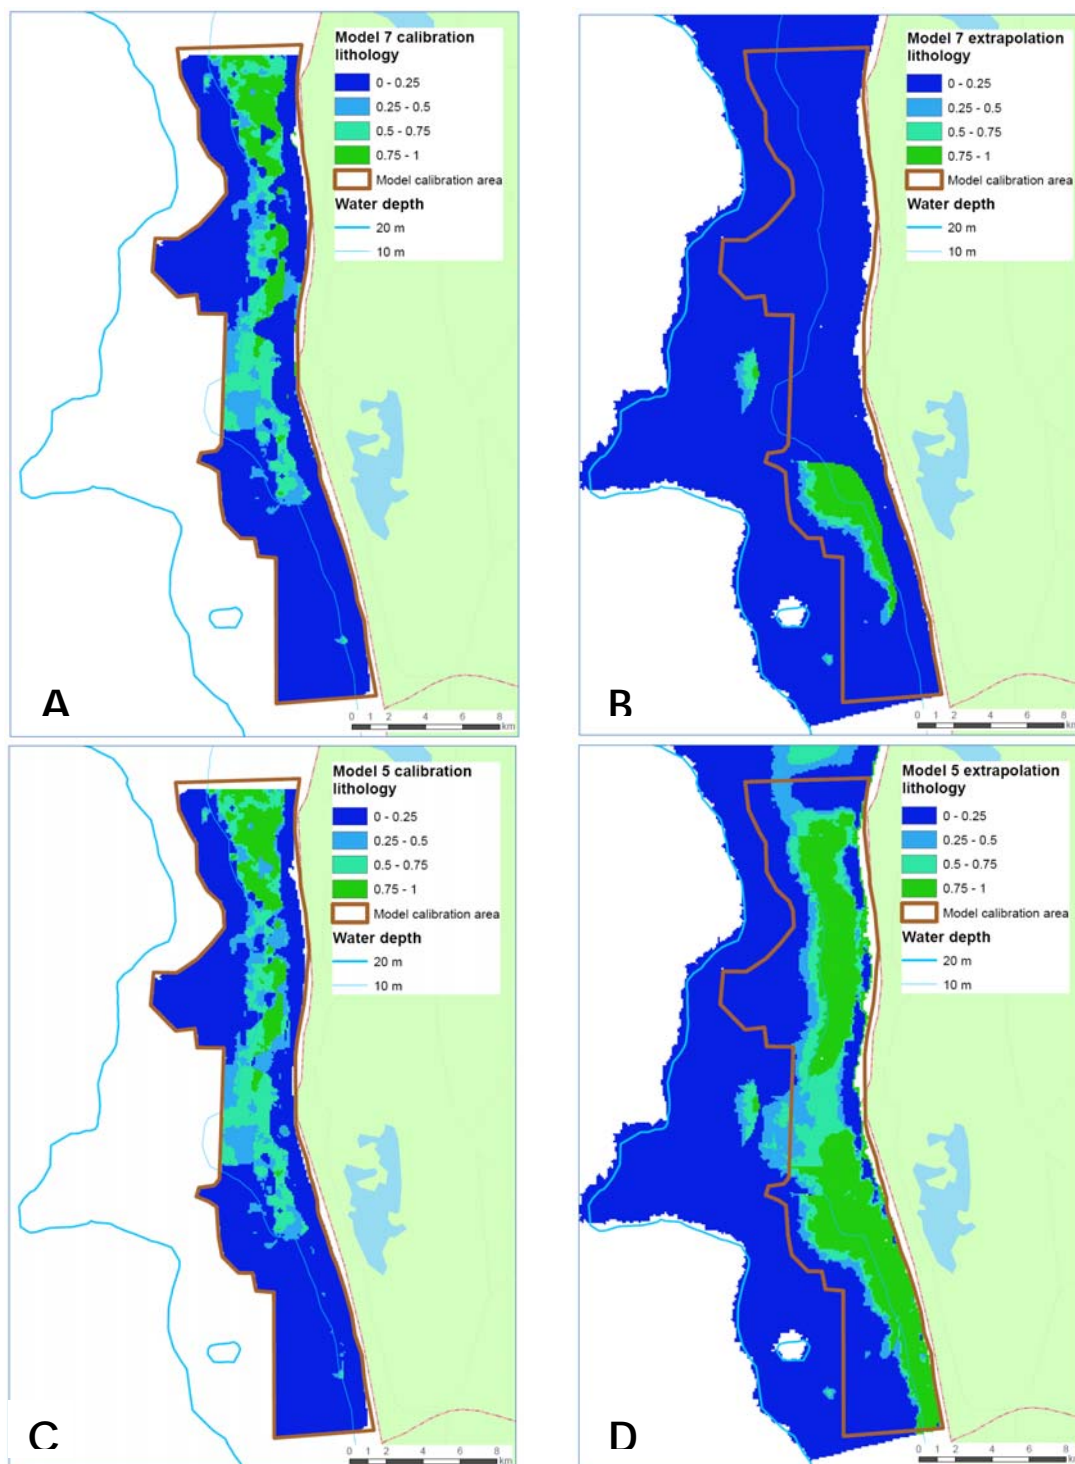 Model 7 calibration
lithology
0 - 0.25
0.25 - 0.5
0.5 - 0.75
0.75 - 1
Model calibration area
Water depth
20 m
10 m
A
0 1 2 4 6 8
km
Model 7 extrapolation
lithology
0 - 0.25
0.25 - 0.5
0.5 - 0.75
0.75 - 1
Model calibration area
Water depth
20 m
10 m
B
0 1 2 4 6 8
km
Model 5 calibration
lithology
0 - 0.25
0.25 - 0.5
0.5 - 0.75
0.75 - 1
Model calibration area
Water depth
20 m
10 m
C
0 1 2 4 6 8
km
Model 5 extrapolation
lithology
0 - 0.25
0.25 - 0.5
0.5 - 0.75
0.75 - 1
Model calibration area
Water depth
20 m
10 m
D
0 1 2 4 6 8